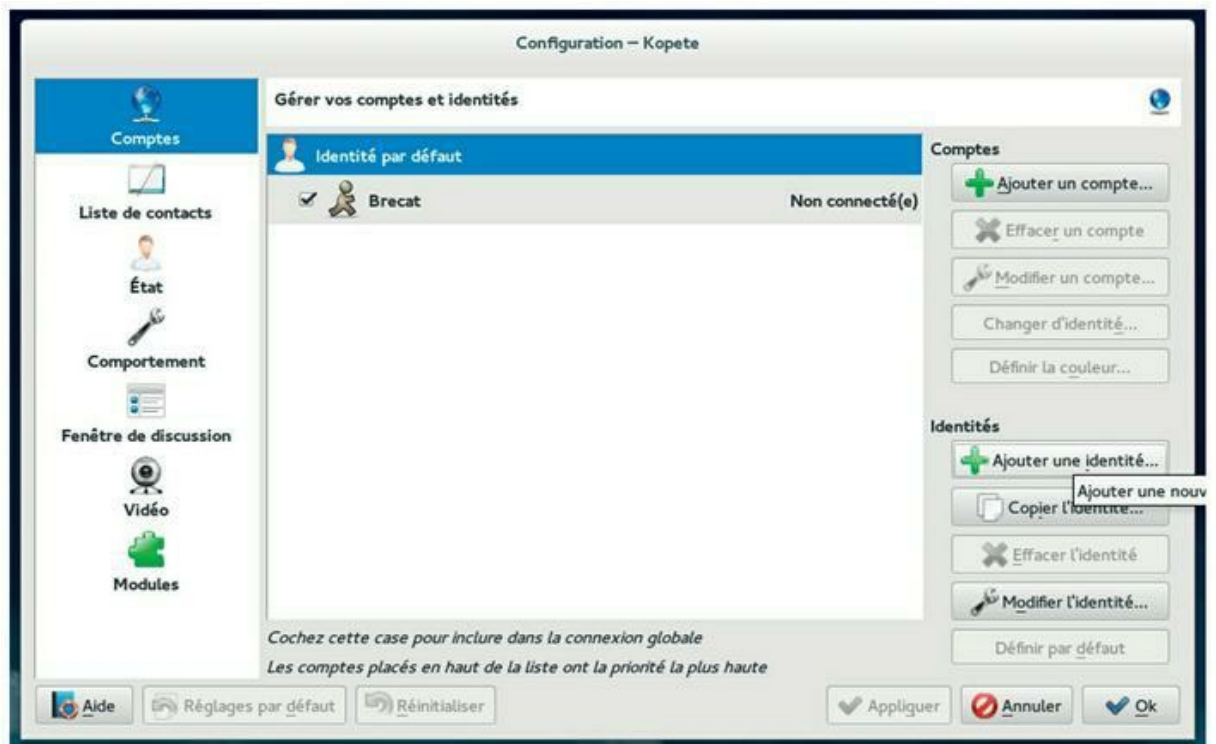 Configuration — Kopete
Comptes
Liste de contacts
État
Comportement
Fenêtre de discussion
Vidéo
Modules
Gérer vos comptes et identités
Identité par défaut
Brecat Non connecté(e)
Cochez cette case pour inclure dans la connexion globale
Les comptes placés en haut de la liste ont la priorité la plus haute
Comptes
Ajouter un compte...
Effacer un compte
Modifier un compte...
Changer d'identité...
Définir la couleur...
Identités
Ajouter une identité...
Ajouter une nouv
Copier l'identité...
Effacer l'identité
Modifier l'identité...
Définir par défaut
Aide
Réglages par défaut
Réinitialiser
Appliquer
Annuler
Ok